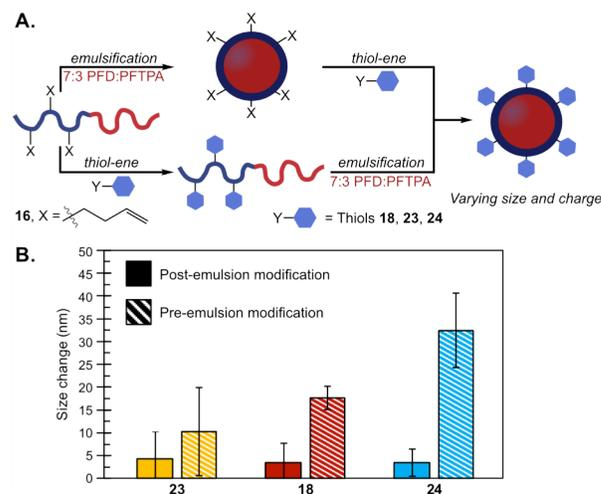 A.
X
X
X
X
X
X
emulsification
7:3 PFD:PFTPA
thiol-ene
Y
X
X
X
thiol-ene
Y
emulsification
7:3 PFD:PFTPA
Varying size and charge
16, X =
Y = Thiols 18, 23, 24
B.
50
45
40
35
30
25
20
15
10
5
0
Size change (nm)
Post-emulsion modification
Pre-emulsion modification
23
18
24